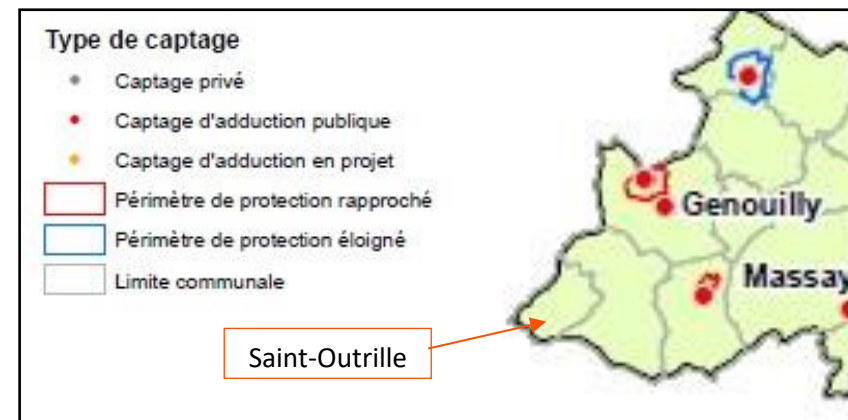 Type de captage
Captage privé
Captage d'adduction publique
Captage d'adduction en projet
Périmètre de protection rapproché
Périmètre de protection éloigné
Limite communale
Genouilly
Massay
Saint-Outrille